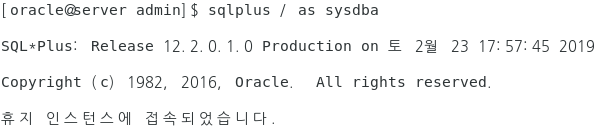 [oracle@server admin]$ sqlplus / as sysdba
SQL*Plus: Release 12.2.0.1.0 Production on 토 2월 23 17:57:45 2019
Copyright (c) 1982, 2016, Oracle.  All rights reserved.
휴지 인스턴스에 접속되었습니다.